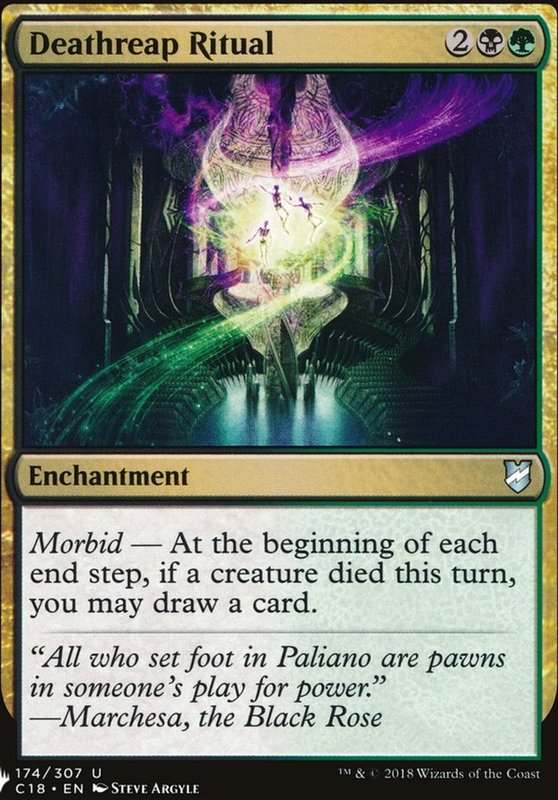 Deathreap Ritual 2
Enchantment
Morbid — At the beginning of each
end step, if a creature died this turn,
you may draw a card.
“All who set foot in Paliano are pawns
in someone’s play for power.”
—Marchesa, the Black Rose
174/307 U
C18 • EN Steve Argyle
™ & © 2018 Wizards of the Coast